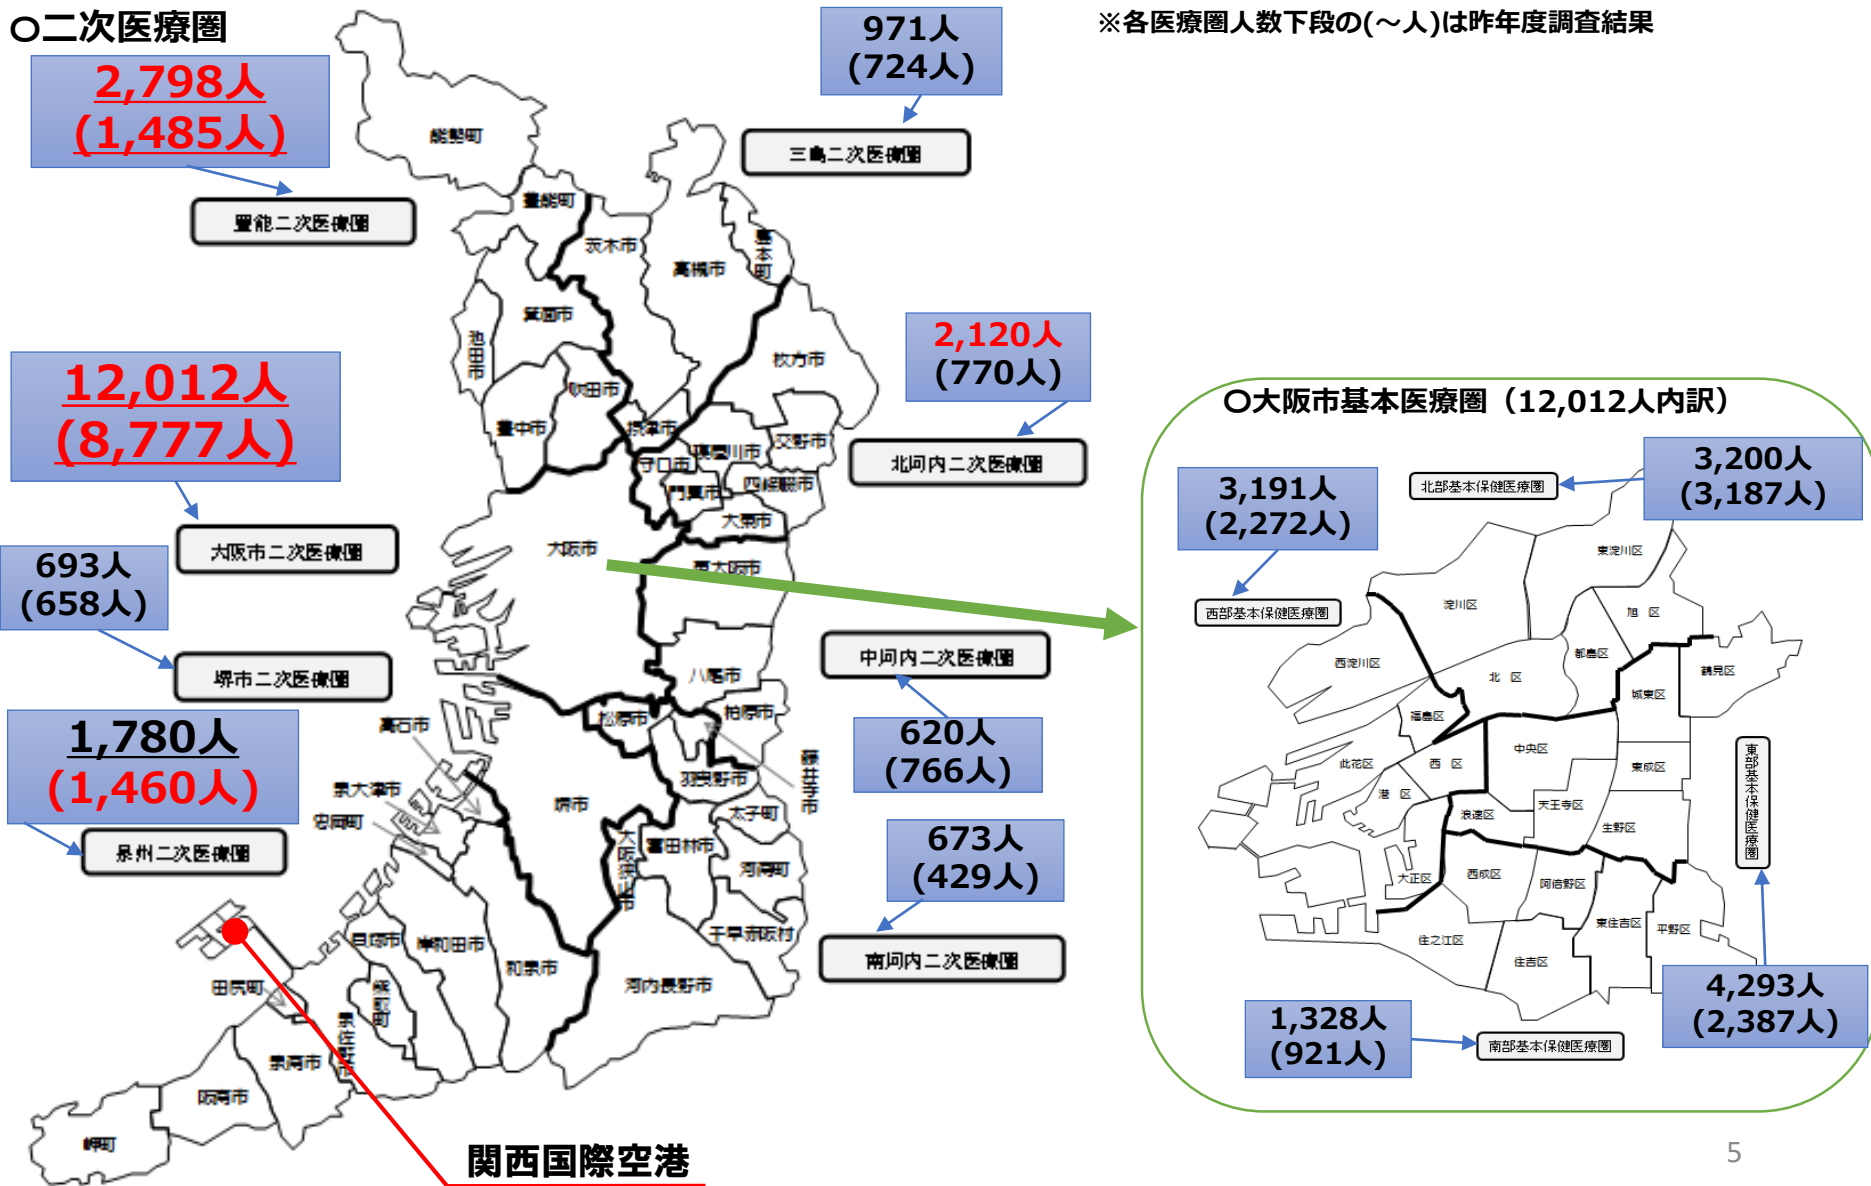 ○二次医療圏
※各医療圏人数下段の(～人)は昨年度調査結果
971人
(724人)
2,798人
(1,485人)
三島二次医療圏
豊能二次医療圏
能勢町
豊能町
茨木市
高槻市
島本町
箕面市
池田市
吹田市
豊中市
摂津市
枚方市
2,120人
(770人)
12,012人
(8,777人)
交野市
寝屋川市
守口市
門真市
四條畷市
大東市
北河内二次医療圏
大阪市
東大阪市
大阪市二次医療圏
693人
(658人)
堺市二次医療圏
中河内二次医療圏
八尾市
柏原市
松原市
藤井寺市
羽曳野市
620人
(766人)
1,780人
(1,460人)
高石市
泉大津市
忠岡町
堺市
太子町
大阪狭山市
富田林市
河南町
673人
(429人)
泉州二次医療圏
千早赤阪村
南河内二次医療圏
貝塚市
岸和田市
和泉市
河内長野市
田尻町
熊取町
泉佐野市
泉南市
阪南市
岬町
関西国際空港
○大阪市基本医療圏（12,012人内訳）
3,191人
(2,272人)
北部基本保健医療圏
3,200人
(3,187人)
西部基本保健医療圏
東淀川区
淀川区
旭 区
西淀川区
都島区
北 区
鶴見区
城東区
福島区
中央区
此花区
西 区
東成区
港 区
浪速区
天王寺区
生野区
東部基本保健医療圏
大正区
西成区
阿倍野区
東住吉区
平野区
住之江区
住吉区
4,293人
(2,387人)
1,328人
(921人)
南部基本保健医療圏
5